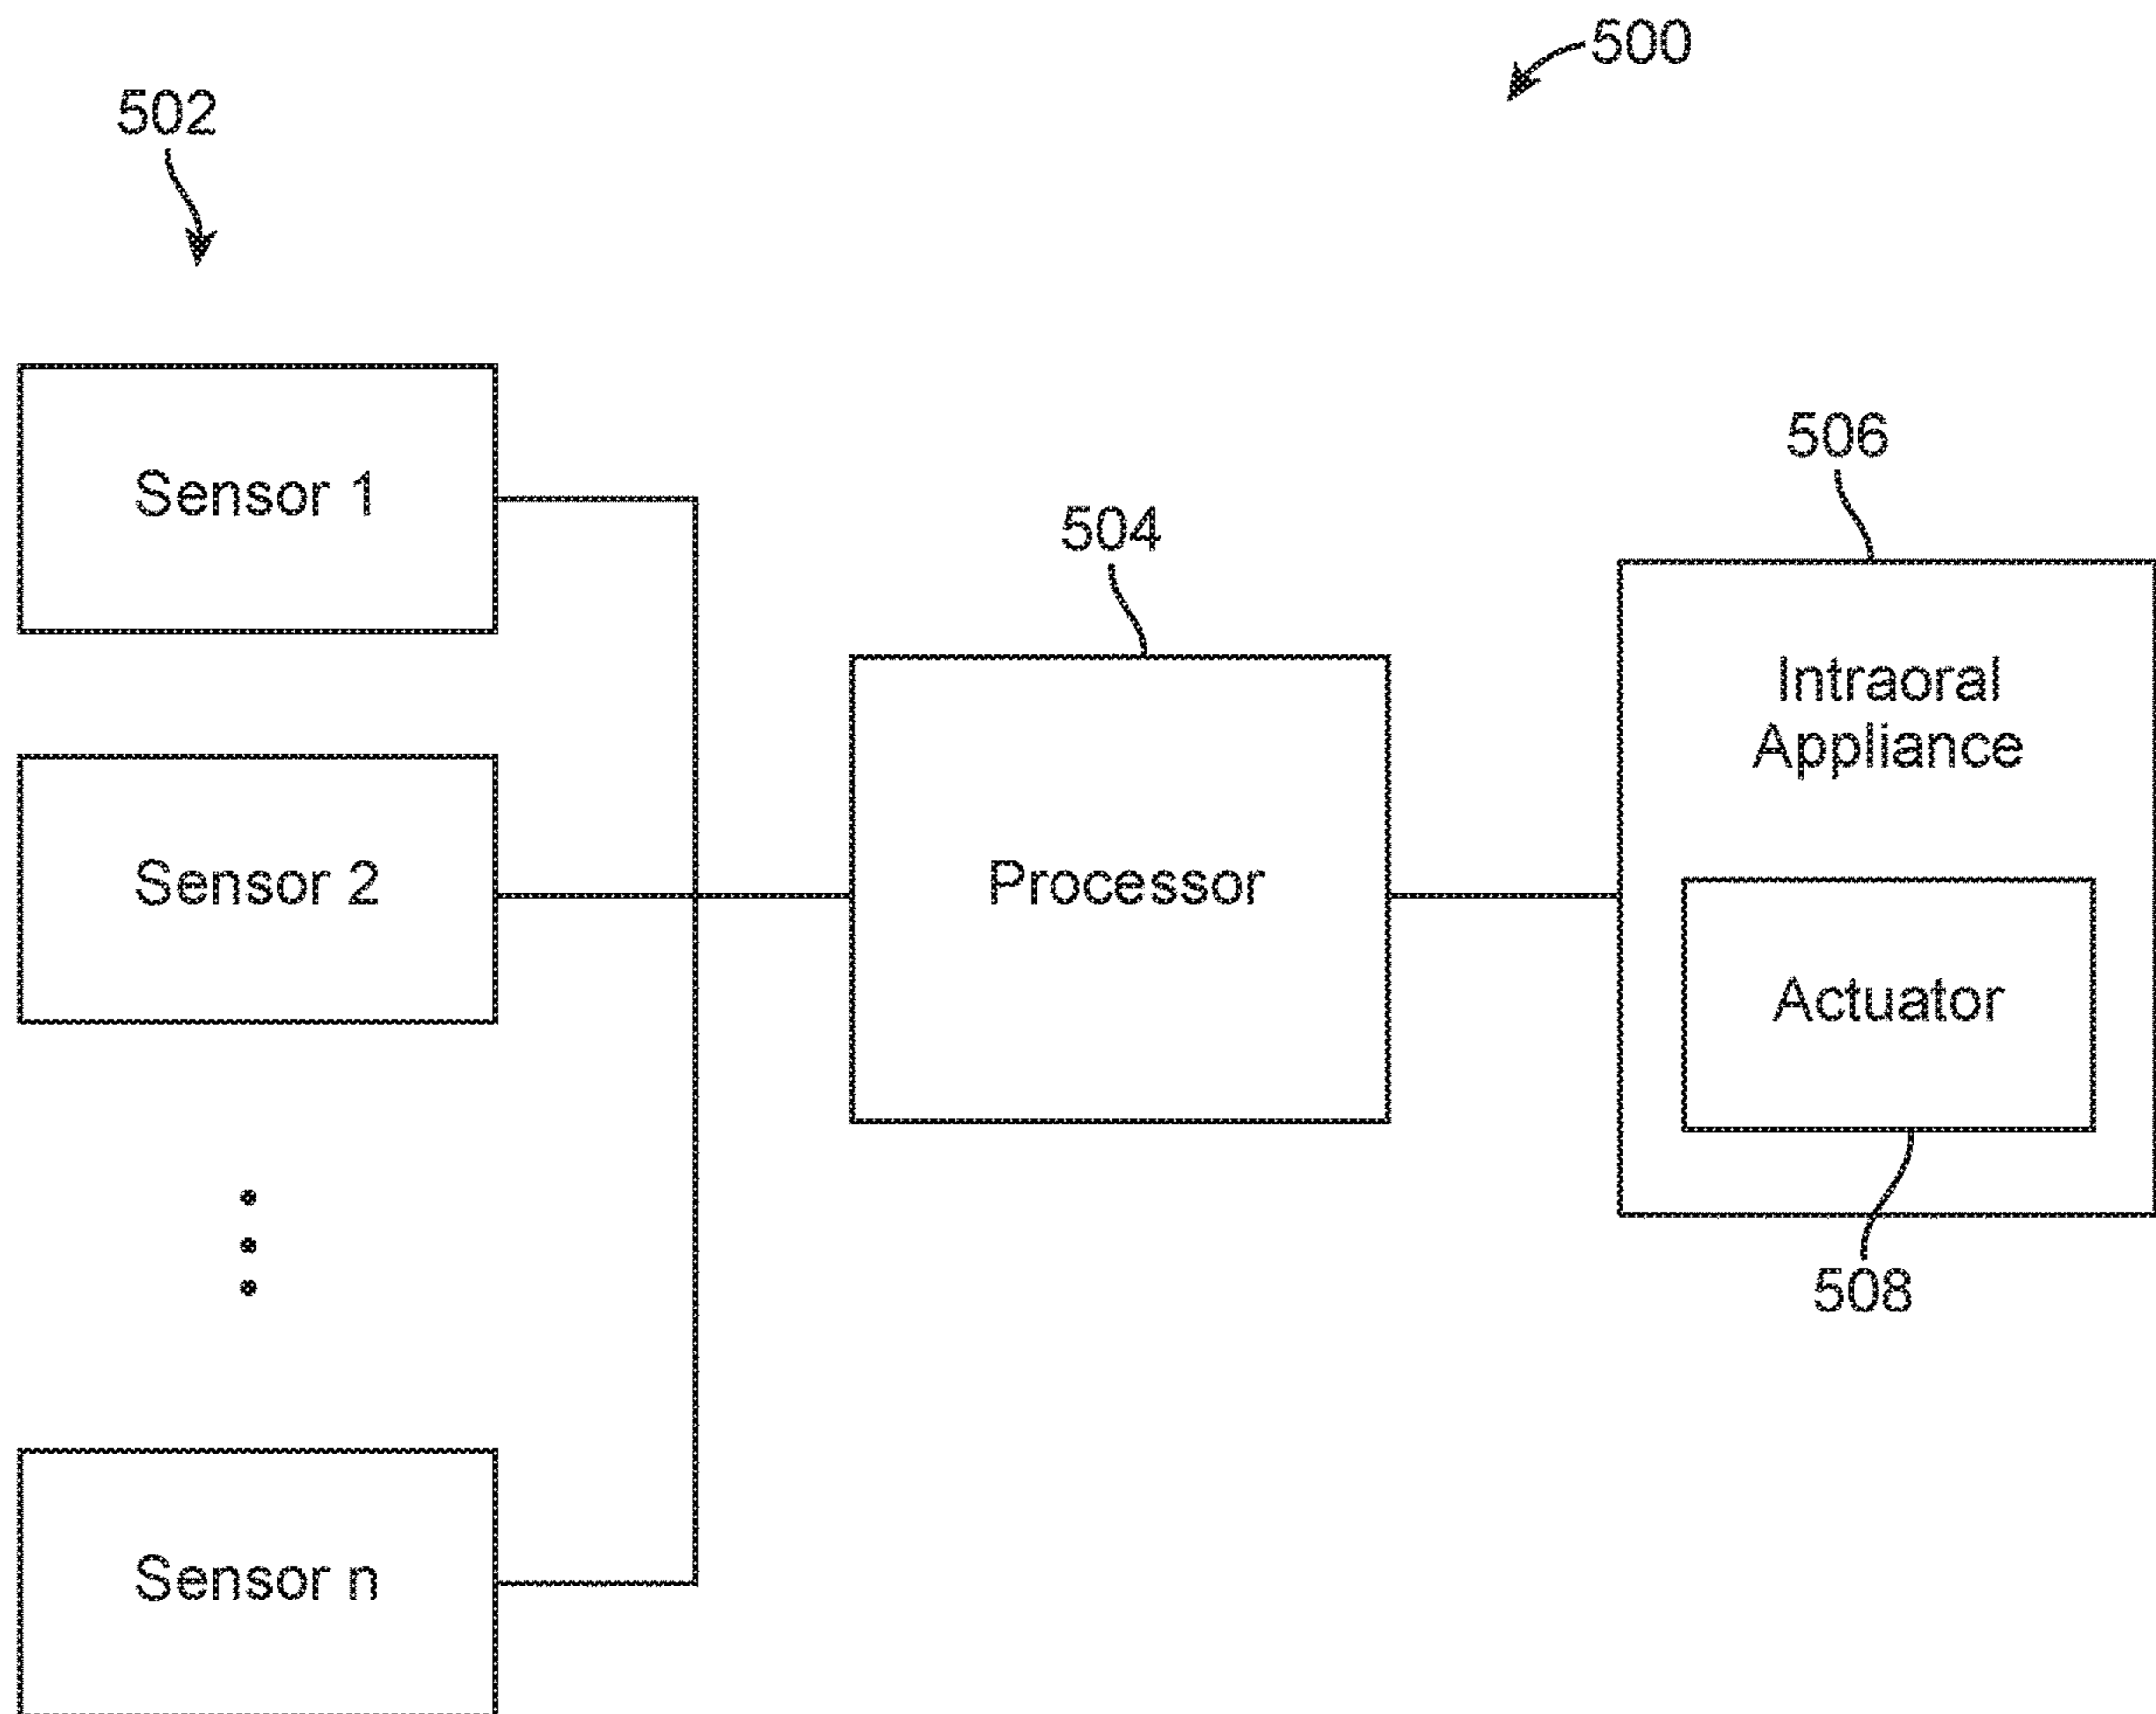 500
502
Sensor 1
506
504
Intraoral
Appliance
Sensor 2
Processor
Actuator
508
Sensor n